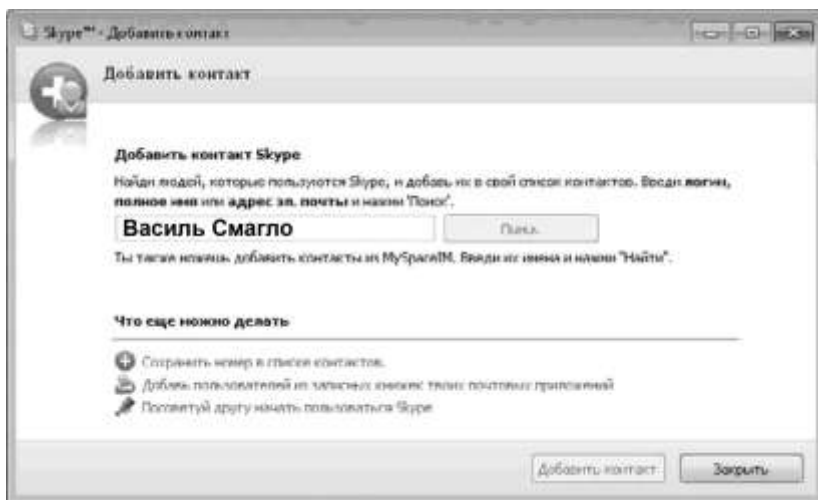 Skype™ - Добавить контакт
Добавить контакт
Добавить контакт Skype
Найди людей, которые пользуются Skype, и добавь их в свой список контактов. Введи логин,
полное имя или адрес эл. почты и нажми 'Поиск'.
Василь Смагло
Поиск
Ты также можешь добавить контакты из MySpaceIM. Введи их имена и нажми "Найти".
Что еще можно делать
Сохранить номер в списке контактов.
Добавь пользователей из записных книжек твоих почтовых приложений
Посоветуй другу начать пользоваться Skype
Добавить контакт
Закрыть